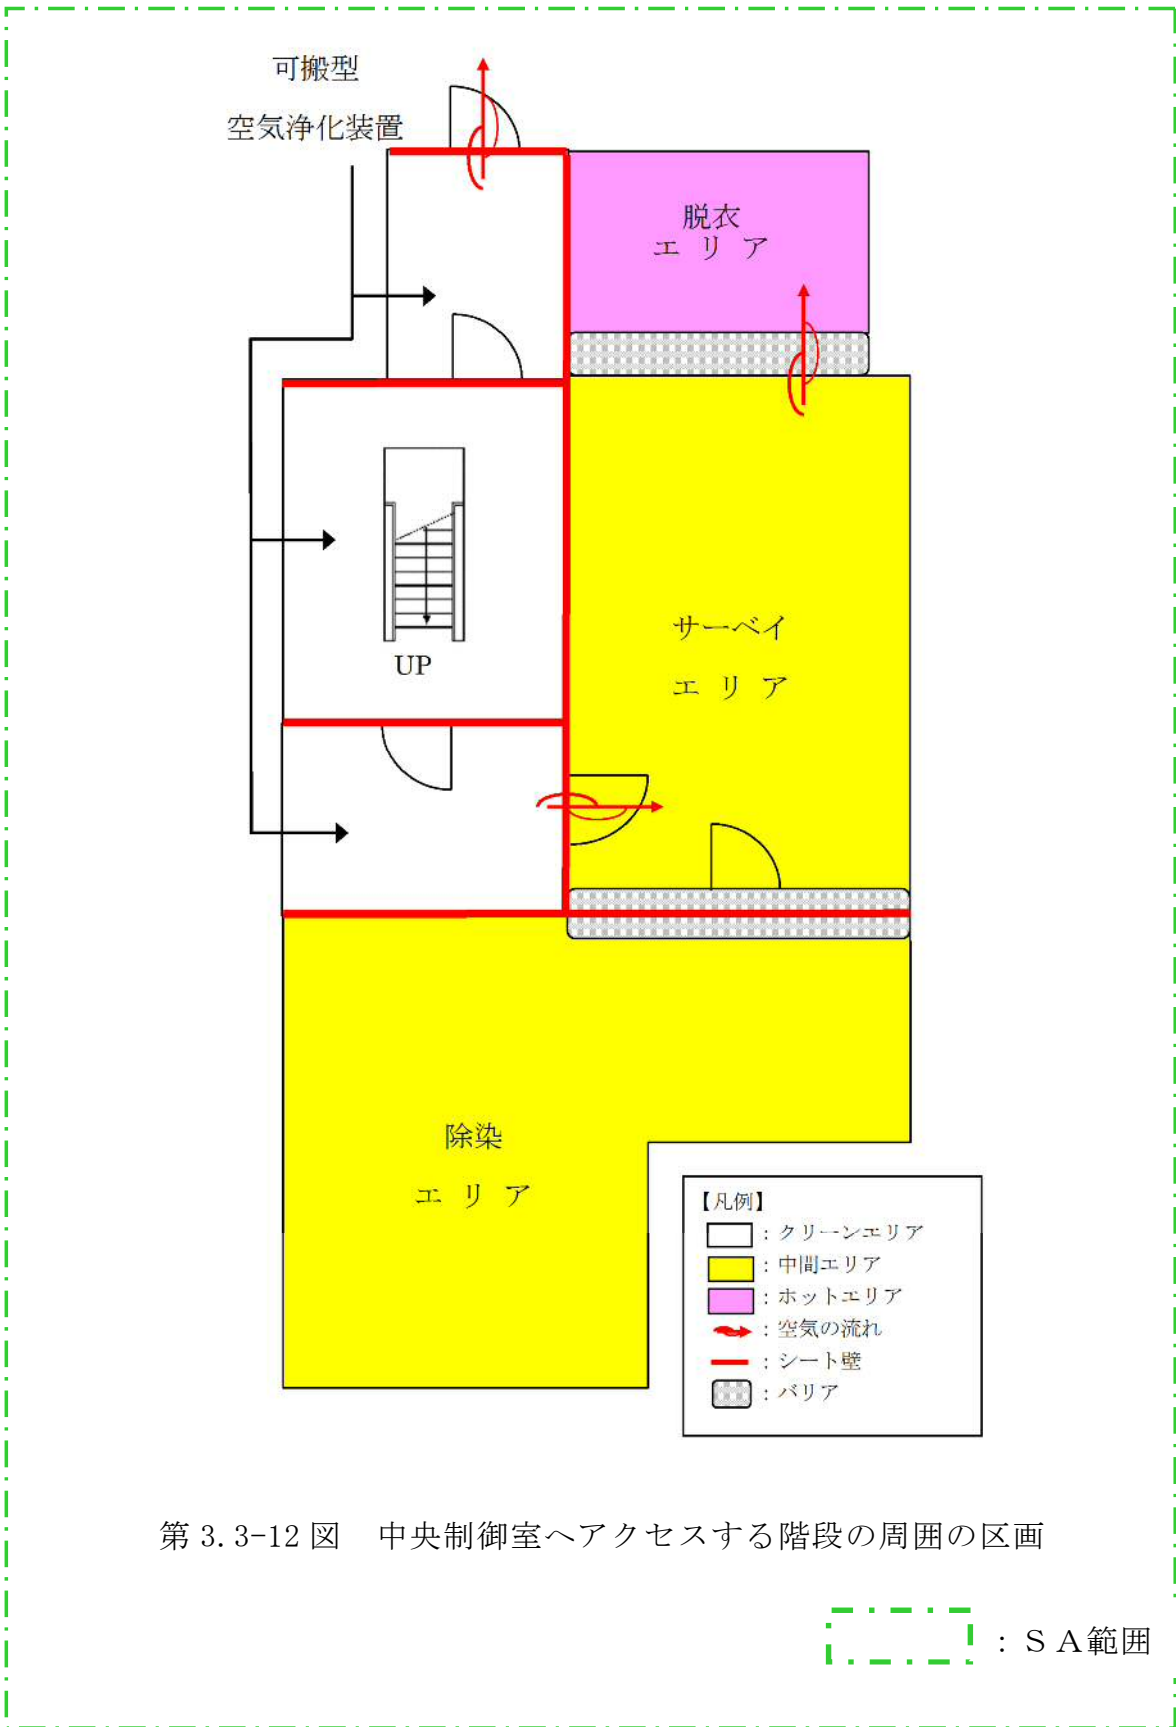 可搬型
空気浄化装置
脱衣
エリア
UP
サーベイ
エリア
除染
エリア
【凡例】
：クリーンエリア
：中間エリア
：ホットエリア
：空気の流れ
：シート壁
：バリア
第 3.3-12 図　中央制御室へアクセスする階段の周囲の区画
：ＳＡ範囲